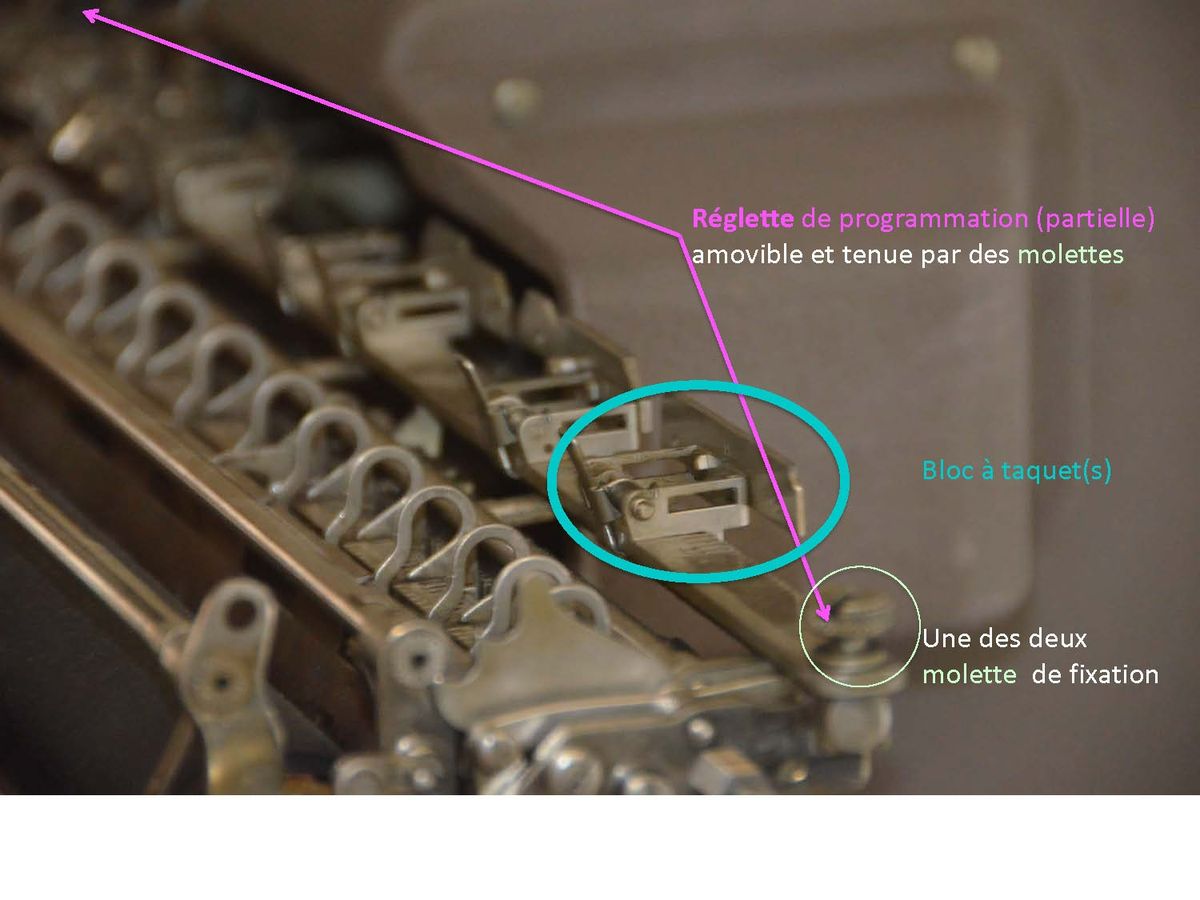 Réglette de programmation (partielle)
amovible et tenue par des molettes
Bloc à taquet(s)
Une des deux
molette de fixation